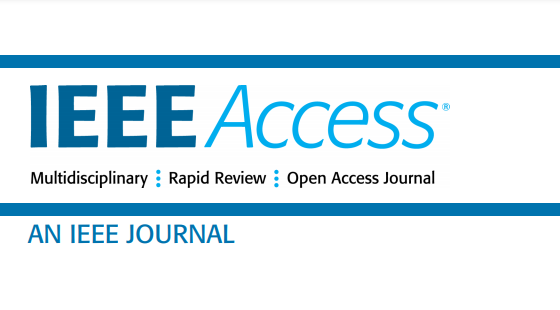 IEEE Access®
Multidisciplinary ⋮ Rapid Review ⋮ Open Access Journal
AN IEEE JOURNAL